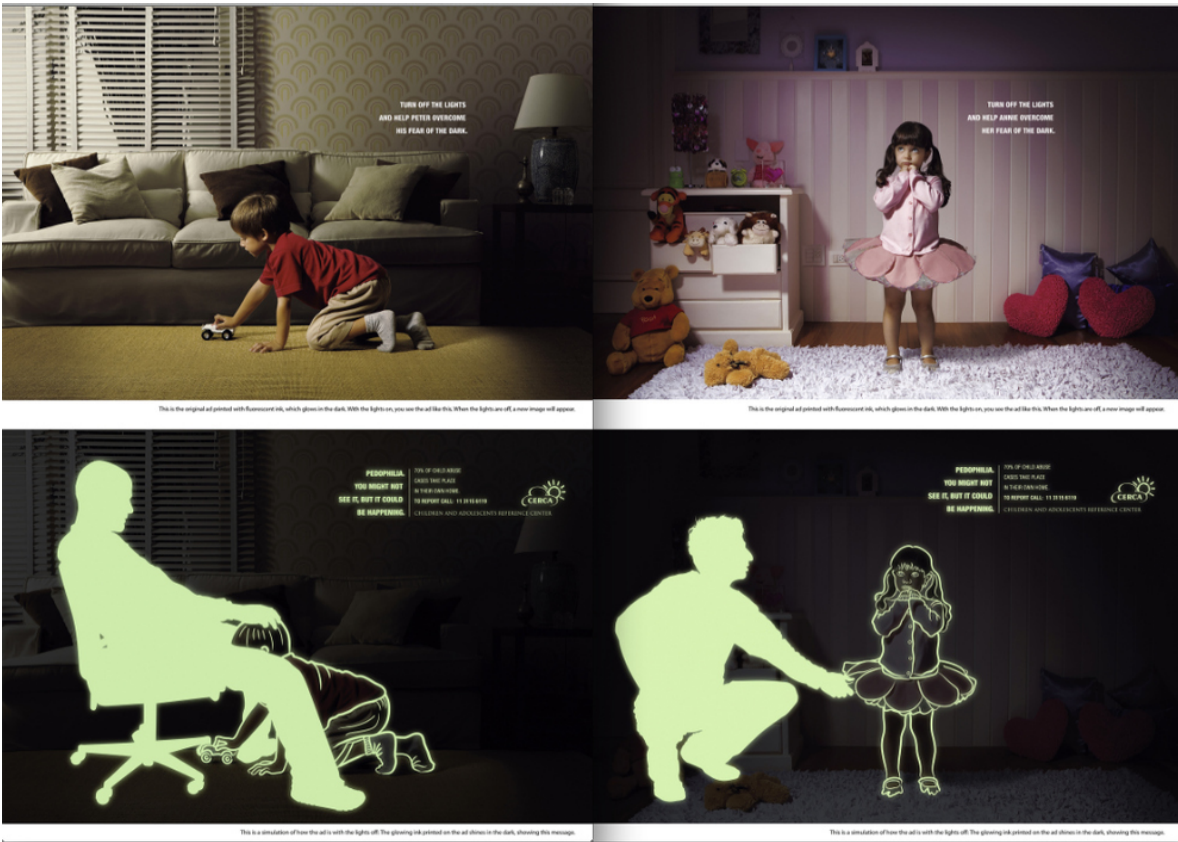 TURN OFF THE LIGHTS
AND HELP PETER OVERCOME
HIS FEAR OF THE DARK.
This is the original ad printed with fluorescent ink, which glows in the dark. With the lights on, you see the ad like this. When the lights are off, a new image will appear.
TURN OFF THE LIGHTS
AND HELP ANNIE OVERCOME
HER FEAR OF THE DARK.
This is the original ad printed with fluorescent ink, which glows in the dark. With the lights on, you see the ad like this. When the lights are off, a new image will appear.
PEDOPHILIA.
YOU MIGHT NOT
SEE IT, BUT IT COULD
BE HAPPENING.
70% OF CHILD ABUSE
CASES TAKE PLACE
IN THEIR OWN HOME.
TO REPORT CALL:
CERCA
CHILDREN AND ADOLESCENTS REFERENCE CENTER
This is a simulation of how the ad is with the lights off. The glowing ink printed on the ad shines in the dark, showing this message.
PEDOPHILIA.
YOU MIGHT NOT
SEE IT, BUT IT COULD
BE HAPPENING.
70% OF CHILD ABUSE
CASES TAKE PLACE
IN THEIR OWN HOME.
TO REPORT CALL:
CERCA
CHILDREN AND ADOLESCENTS REFERENCE CENTER
This is a simulation of how the ad is with the lights off. The glowing ink printed on the ad shines in the dark, showing this message.